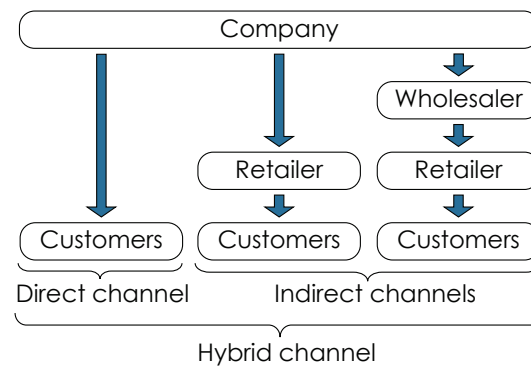 Company
Wholesaler
Retailer Retailer
Customers Customers Customers
Direct channel Indirect channels
Hybrid channel